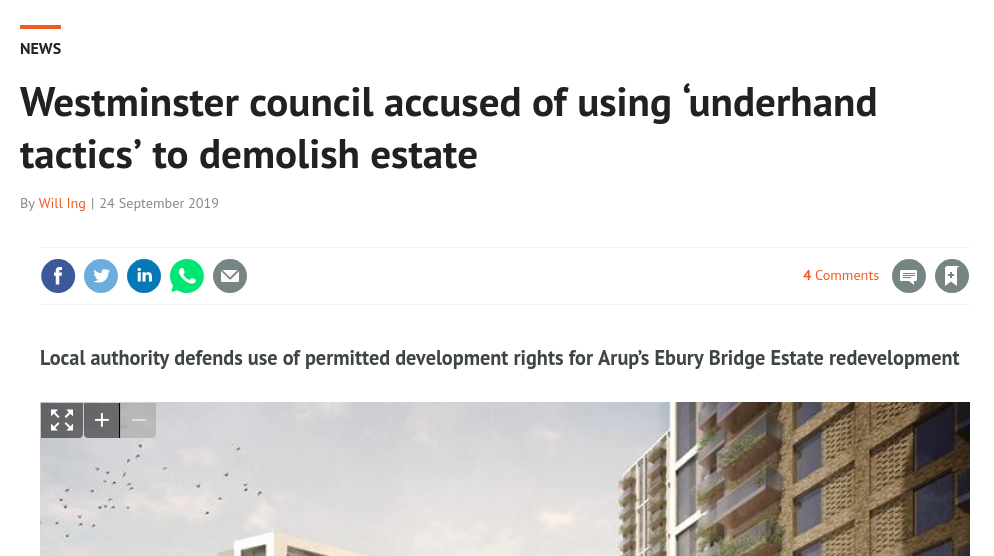 NEWS
Westminster council accused of using ‘underhand
tactics’ to demolish estate
By Will Ing | 24 September 2019
4 Comments
Local authority defends use of permitted development rights for Arup’s Ebury Bridge Estate redevelopment